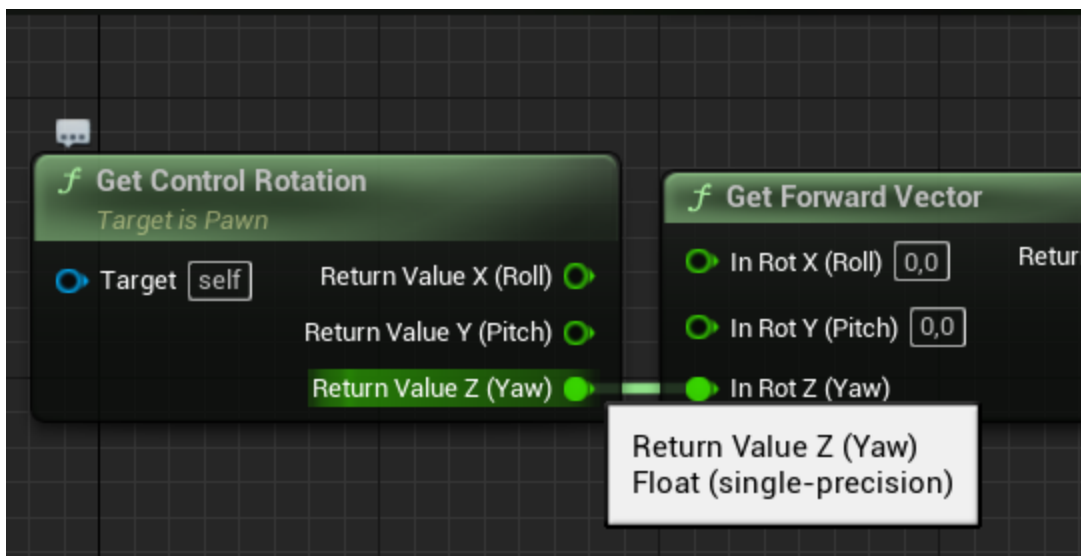 Get Control Rotation
Target is Pawn
Target self
Return Value X (Roll)
Return Value Y (Pitch)
Return Value Z (Yaw)
Get Forward Vector
In Rot X (Roll) 0,0
Retur
In Rot Y (Pitch) 0,0
In Rot Z (Yaw)
Return Value Z (Yaw)
Float (single-precision)